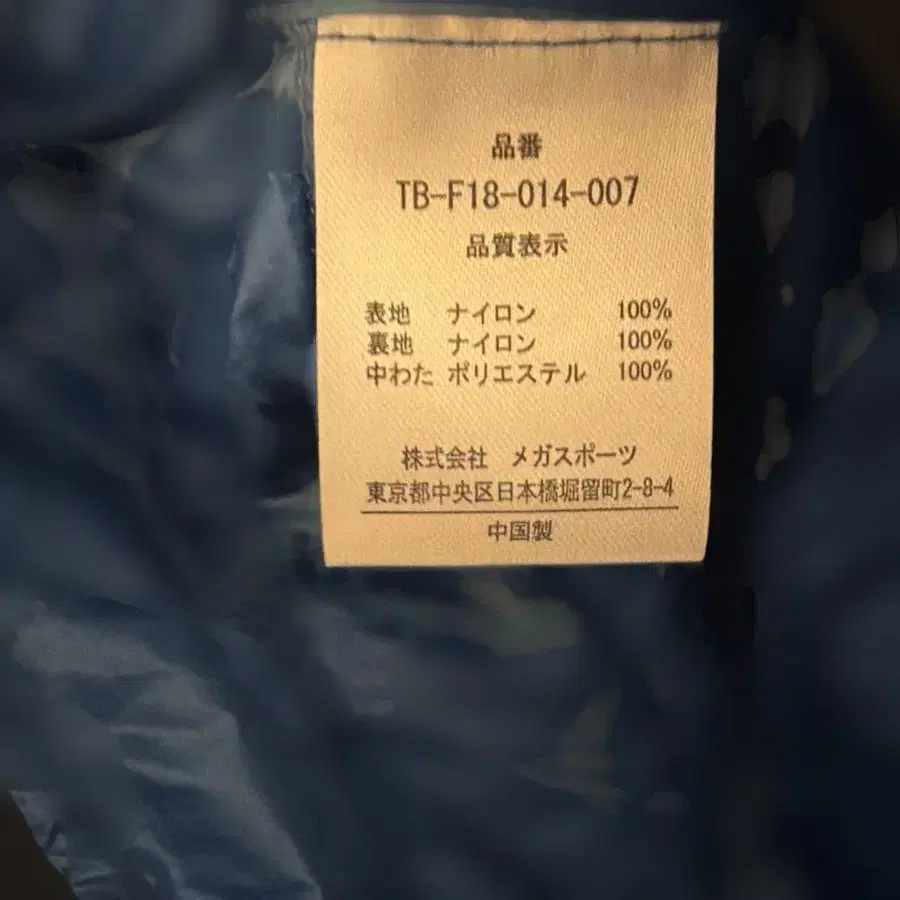 品番
TB-F18-014-007
品質表示
表地 ナイロン 100%
裏地 ナイロン 100%
中わた ポリエステル 100%
株式会社 メガスポーツ
東京都中央区日本橋堀留町2-8-4
中国製